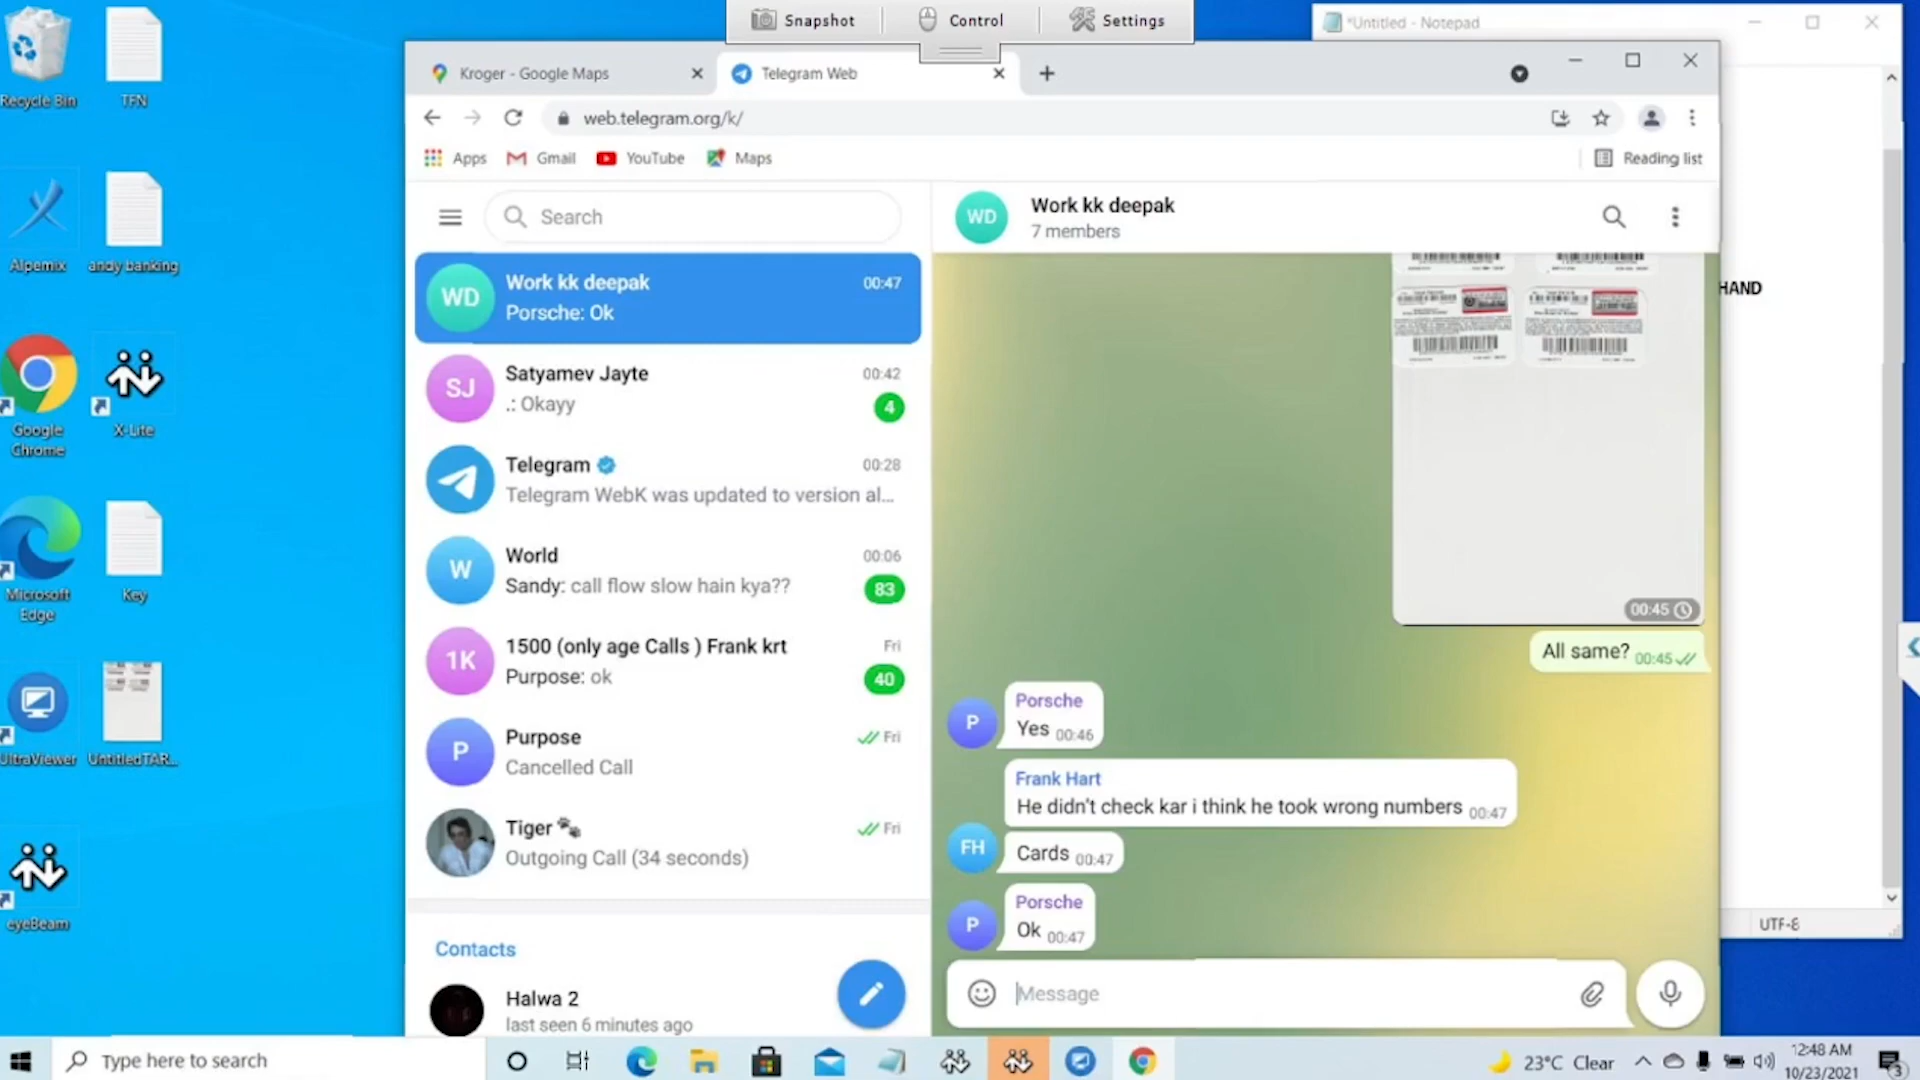 Snapshot
Control
Settings
*Untitled - Notepad
Kroger - Google Maps
Telegram Web
web.telegram.org/k/
Apps
Gmail
YouTube
Maps
Reading list
Recycle Bin
TFN
Alpemix
andy banking
Google Chrome
X-Lite
Microsoft Edge
Key
UltraViewer
UntitledTAR...
eyeBeam
Search
WD
Work kk deepak
00:47
Porsche: Ok
SJ
Satyamev Jayte
00:42
.: Okayy
4
Telegram
00:28
Telegram WebK was updated to version al...
W
World
00:06
Sandy: call flow slow hain kya??
83
1K
1500 (only age Calls ) Frank krt
Fri
Purpose: ok
40
P
Purpose
Fri
Cancelled Call
Tiger
Fri
Outgoing Call (34 seconds)
Contacts
Halwa 2
last seen 6 minutes ago
WD
Work kk deepak
7 members
00:45
All same? 00:45
Porsche
P
Yes 00:46
Frank Hart
He didn't check kar i think he took wrong numbers 00:47
FH
Cards 00:47
Porsche
P
Ok 00:47
Message
HAND
UTF-8
Type here to search
23°C Clear
12:48 AM
10/23/2021
3